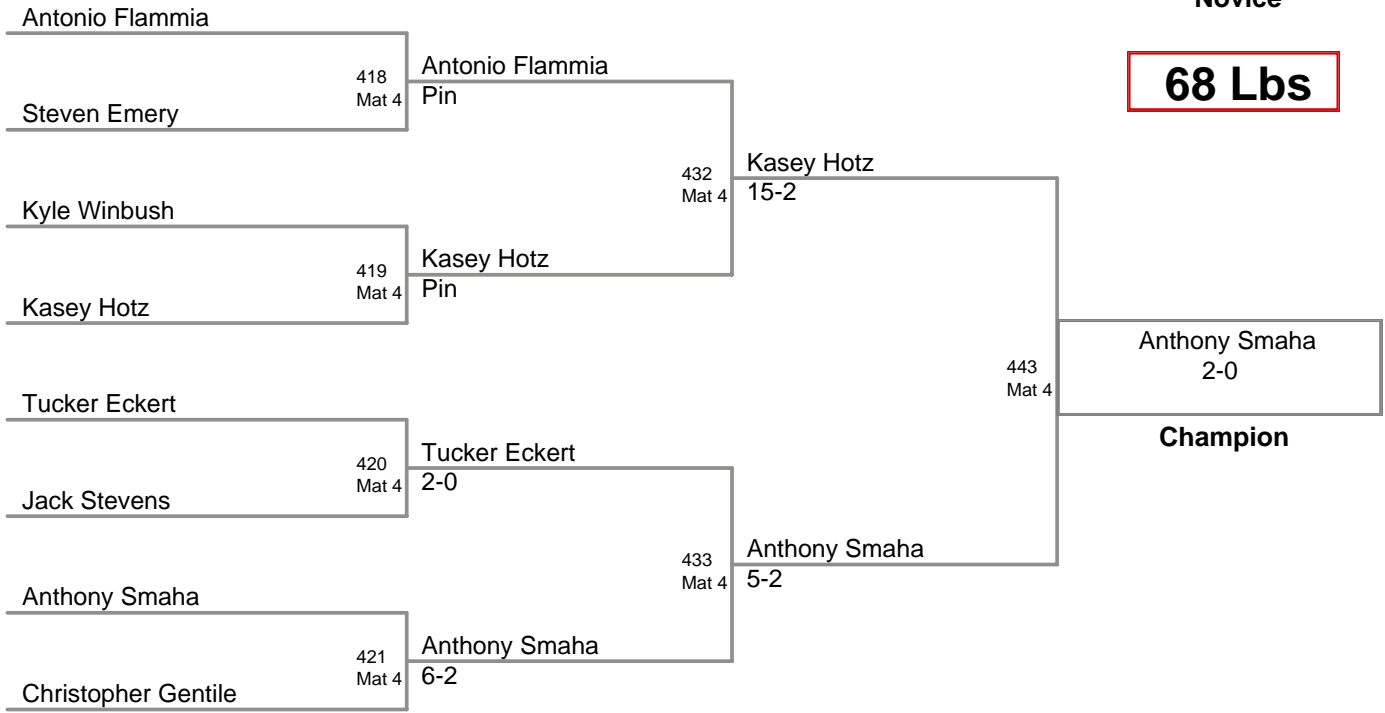 Novice
68 Lbs
Antonio Flammia
418
Mat 4
Steven Emery
Antonio Flammia
Pin
Kyle Winbush
419
Mat 4
Kasey Hotz
Kasey Hotz
Pin
432
Mat 4
Kasey Hotz
15-2
Tucker Eckert
420
Mat 4
Jack Stevens
Tucker Eckert
2-0
Anthony Smaha
421
Mat 4
Christopher Gentile
Anthony Smaha
6-2
433
Mat 4
Anthony Smaha
5-2
443
Mat 4
Anthony Smaha
2-0
Champion